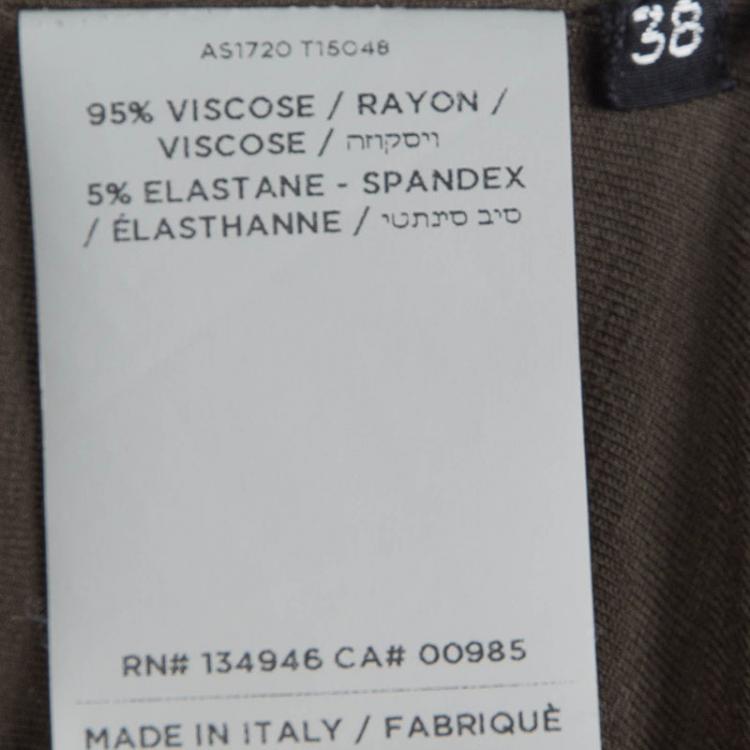 AS1720 T15048
38
95% VISCOSE / RAYON /
VISCOSE / ויסקוזה
5% ELASTANE - SPANDEX
/ ÉLASTHANNE / סיב סינתטי
RN# 134946 CA# 00985
MADE IN ITALY / FABRIQUÈ